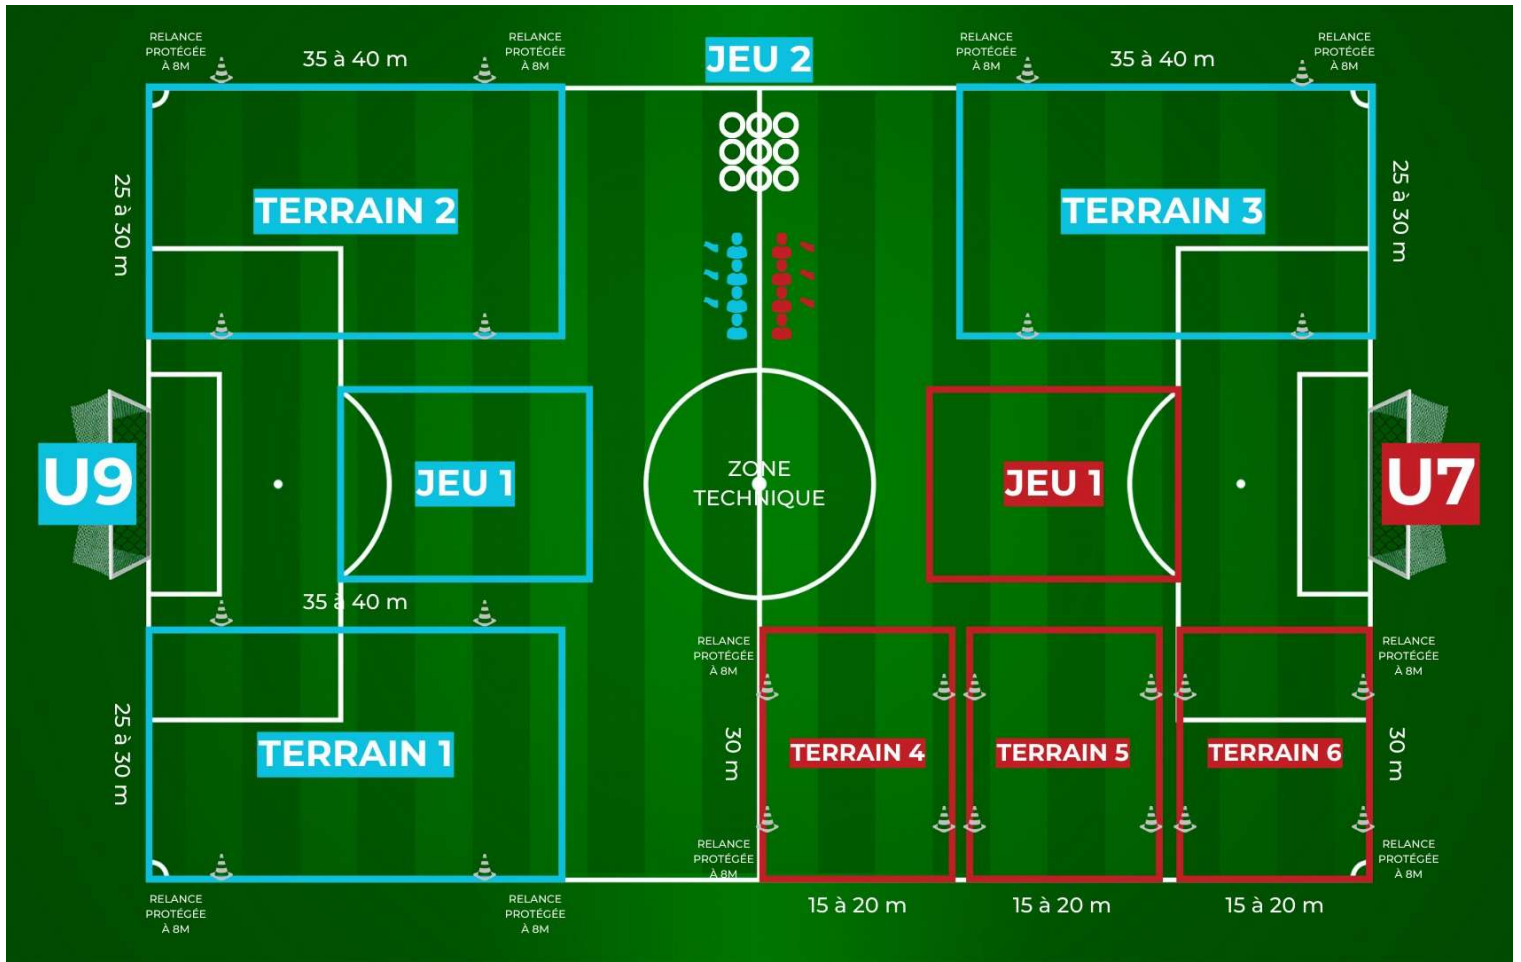 RELANCE
PROTÉGÉE
À 8M
35 à 40 m
RELANCE
PROTÉGÉE
À 8M
JEU 2
RELANCE
PROTÉGÉE
À 8M
35 à 40 m
RELANCE
PROTÉGÉE
À 8M
25 à 30 m
TERRAIN 2
TERRAIN 3
25 à 30 m
U9
JEU 1
ZONE
TECHNIQUE
JEU 1
U7
35 à 40 m
25 à 30 m
TERRAIN 1
RELANCE
PROTÉGÉE
À 8M
RELANCE
PROTÉGÉE
À 8M
30 m
TERRAIN 4
TERRAIN 5
TERRAIN 6
30 m
RELANCE
PROTÉGÉE
À 8M
RELANCE
PROTÉGÉE
À 8M
15 à 20 m
15 à 20 m
15 à 20 m
RELANCE
PROTÉGÉE
À 8M
RELANCE
PROTÉGÉE
À 8M